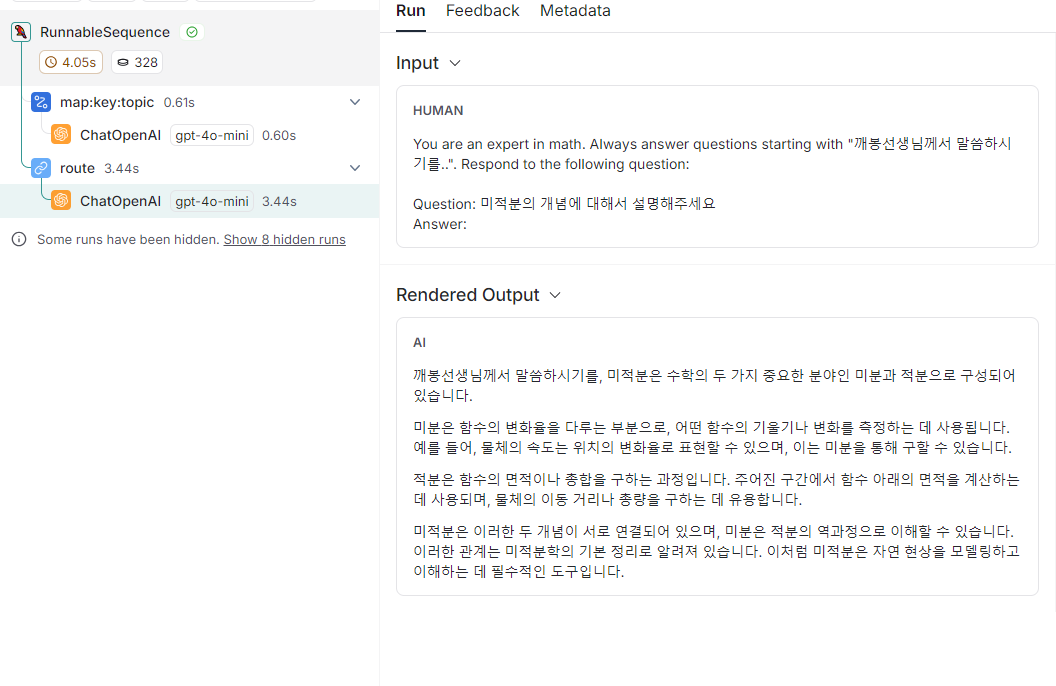 RunnableSequence
4.05s 328
map:key:topic 0.61s
ChatOpenAI gpt-4o-mini 0.60s
route 3.44s
ChatOpenAI gpt-4o-mini 3.44s
Some runs have been hidden. Show 8 hidden runs
Run Feedback Metadata
Input
HUMAN
You are an expert in math. Always answer questions starting with "깨봉선생님께서 말씀하시
기를..". Respond to the following question:
Question: 미적분의 개념에 대해서 설명해주세요
Answer:
Rendered Output
AI
깨봉선생님께서 말씀하시기를, 미적분은 수학의 두 가지 중요한 분야인 미분과 적분으로 구성되어
있습니다.
미분은 함수의 변화율을 다루는 부분으로, 어떤 함수의 기울기나 변화를 측정하는 데 사용됩니다.
예를 들어, 물체의 속도는 위치의 변화율로 표현할 수 있으며, 이는 미분을 통해 구할 수 있습니다.
적분은 함수의 면적이나 총합을 구하는 과정입니다. 주어진 구간에서 함수 아래의 면적을 계산하는
데 사용되며, 물체의 이동 거리나 총량을 구하는 데 유용합니다.
미적분은 이러한 두 개념이 서로 연결되어 있으며, 미분은 적분의 역과정으로 이해할 수 있습니다.
이러한 관계는 미적분학의 기본 정리로 알려져 있습니다. 이처럼 미적분은 자연 현상을 모델링하고
이해하는 데 필수적인 도구입니다.